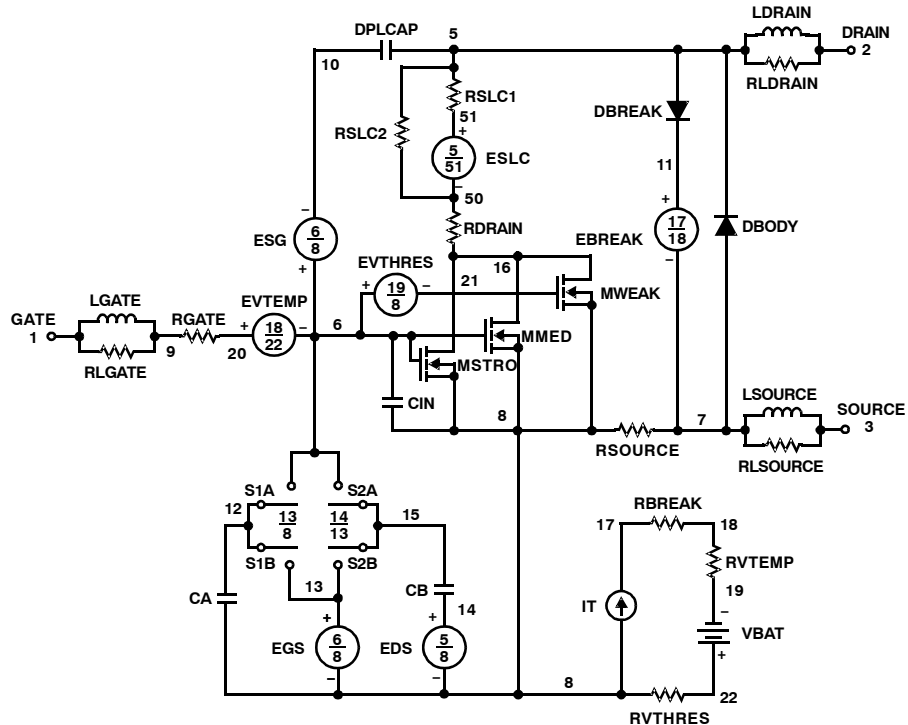 LDRAIN
DPLCAP
5
DRAIN
2
10
RLDRAIN
RSLC1
51
DBREAK
RSLC2
+
5
51
ESLC
−
11
50
−
RDRAIN
+
6
8
ESG
17
18
EBREAK
DBODY
+
EVTHRES
16
−
21
+
19
8
−
MWEAK
LGATE
EVTEMP
GATE
1
RGATE
+
18
22
−
6
MMED
9
20
RLGATE
MSTRO
LSOURCE
CIN
8
7
SOURCE
3
RSOURCE
RLSOURCE
S1A
S2A
12
13
8
14
13
15
RBREAK
17
18
S1B
S2B
RVTEMP
13
CB
19
CA
14
IT
−
+
+
VBAT
EGS
6
8
EDS
5
8
+
−
−
8
22
RVTHRES